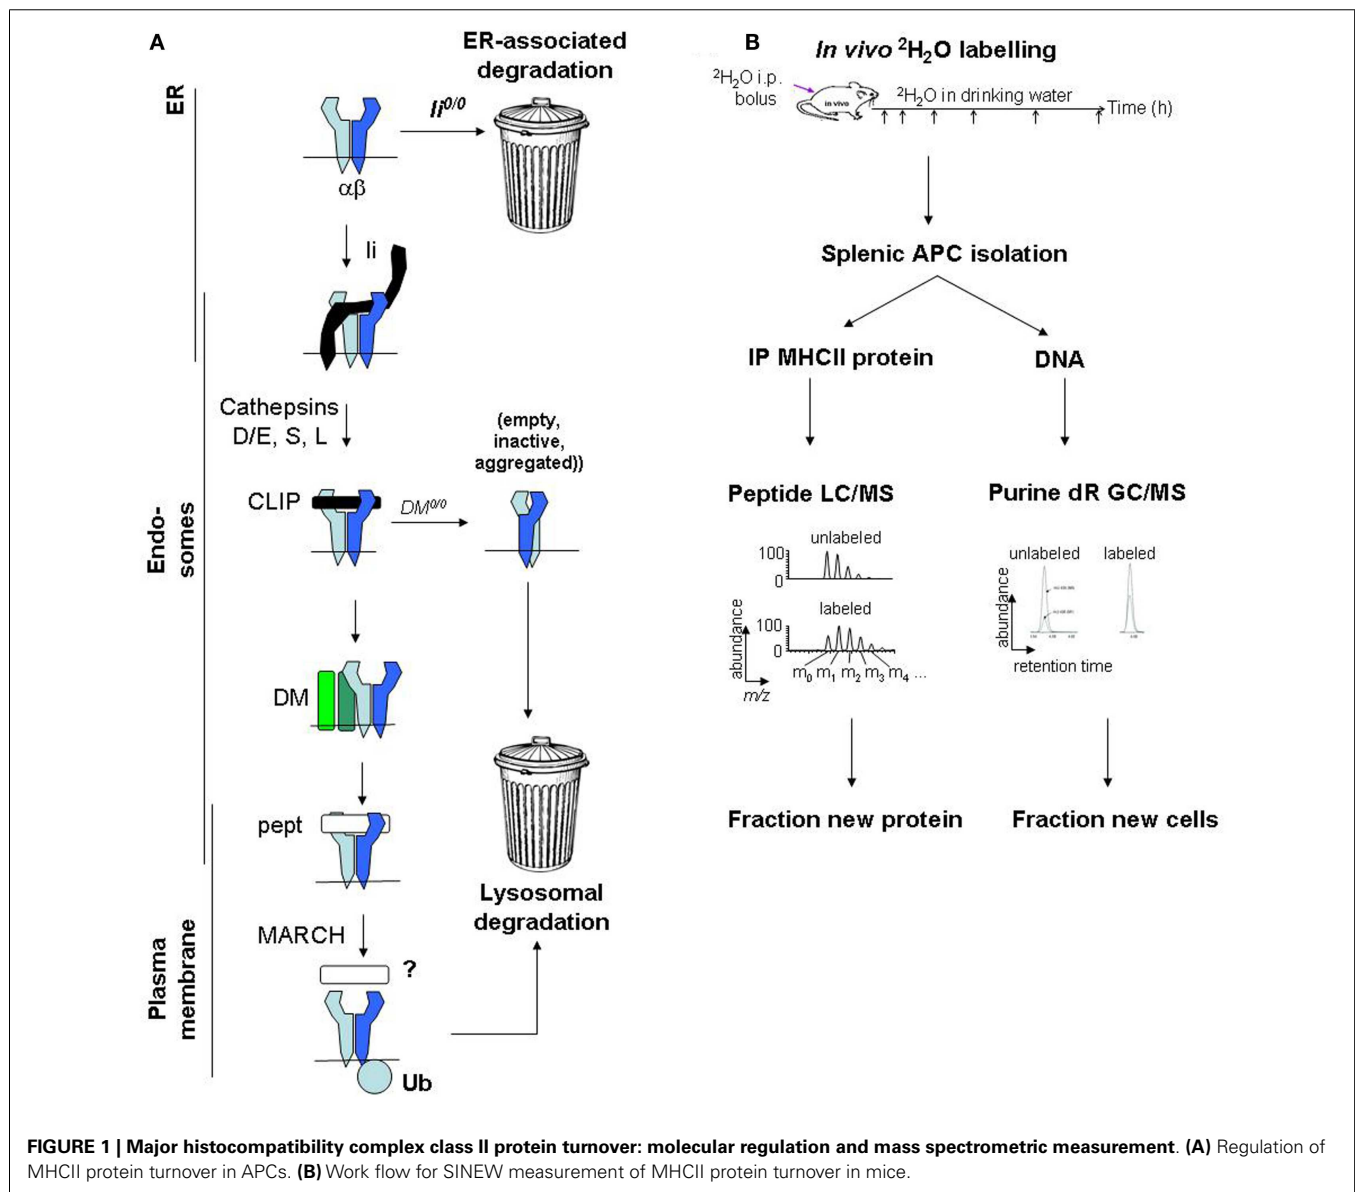 A
ER-associated
degradation
ER
Ii0/0
αβ
Ii
Cathepsins
D/E, S, L
(empty,
inactive,
aggregated))
Endo-
somes
CLIP
DM0/0
DM
pept
Lysosomal
degradation
Plasma
membrane
MARCH
?
Ub
B
In vivo ²H₂O labelling
²H₂O i.p.
bolus
in vivo
²H₂O in drinking water
Time (h)
Splenic APC isolation
IP MHCII protein
DNA
Peptide LC/MS
Purine dR GC/MS
unlabeled
100
0
labeled
100
0
abundance
m₀ m₁ m₂ m₃ m₄ ...
m/z
unlabeled
labeled
abundance
retention time
Fraction new protein
Fraction new cells
FIGURE 1 | Major histocompatibility complex class II protein turnover: molecular regulation and mass spectrometric measurement. (A) Regulation of
MHCII protein turnover in APCs. (B) Work flow for SINEW measurement of MHCII protein turnover in mice.